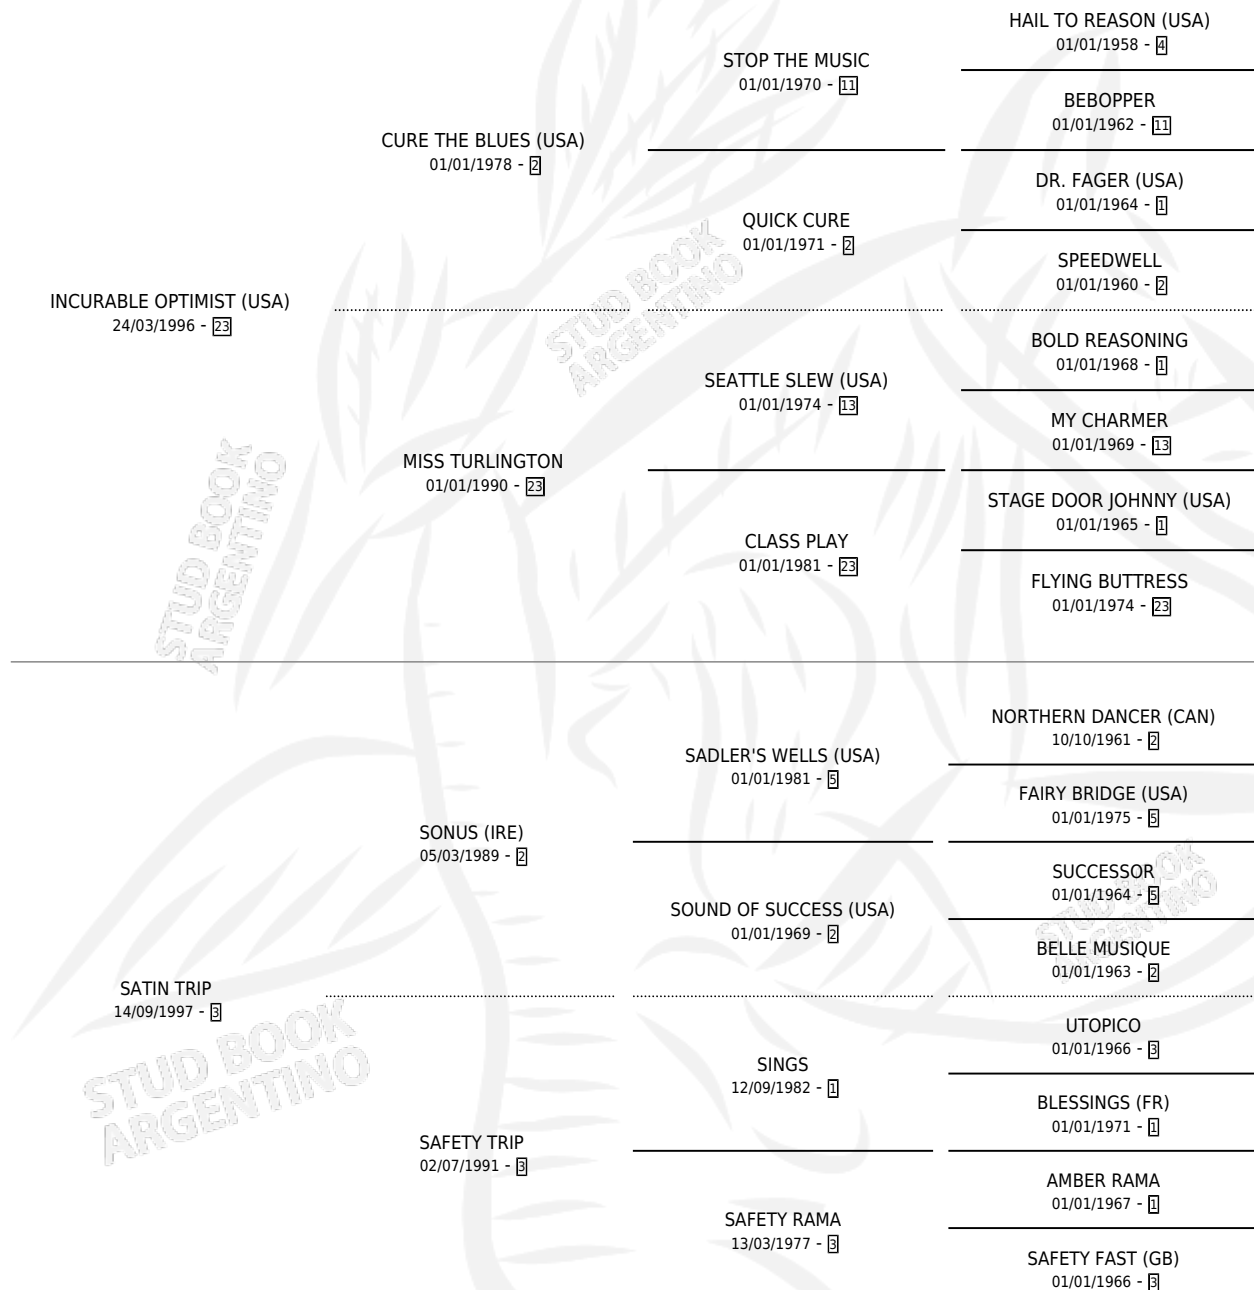 HAIL TO REASON (USA)
01/01/1958 - 4
STOP THE MUSIC
01/01/1970 - 11
BEBOPPER
01/01/1962 - 11
CURE THE BLUES (USA)
01/01/1978 - 2
DR. FAGER (USA)
01/01/1964 - 1
QUICK CURE
01/01/1971 - 2
SPEEDWELL
01/01/1960 - 2
INCURABLE OPTIMIST (USA)
24/03/1996 - 23
BOLD REASONING
01/01/1968 - 1
SEATTLE SLEW (USA)
01/01/1974 - 13
MY CHARMER
01/01/1969 - 13
MISS TURLINGTON
01/01/1990 - 23
STAGE DOOR JOHNNY (USA)
01/01/1965 - 1
CLASS PLAY
01/01/1981 - 23
FLYING BUTTRESS
01/01/1974 - 23
NORTHERN DANCER (CAN)
10/10/1961 - 2
SADLER'S WELLS (USA)
01/01/1981 - 5
FAIRY BRIDGE (USA)
01/01/1975 - 5
SONUS (IRE)
05/03/1989 - 2
SUCCESSOR
01/01/1964 - 5
SOUND OF SUCCESS (USA)
01/01/1969 - 2
BELLE MUSIQUE
01/01/1963 - 2
SATIN TRIP
14/09/1997 - 3
UTOPICO
01/01/1966 - 3
SINGS
12/09/1982 - 1
BLESSINGS (FR)
01/01/1971 - 1
SAFETY TRIP
02/07/1991 - 3
AMBER RAMA
01/01/1967 - 1
SAFETY RAMA
13/03/1977 - 3
SAFETY FAST (GB)
01/01/1966 - 3
STUD BOOK
ARGENTINO
STUD BOOK
ARGENTINO
STUD BOOK
ARGENTINO
STUD BOOK
ARGENTINO